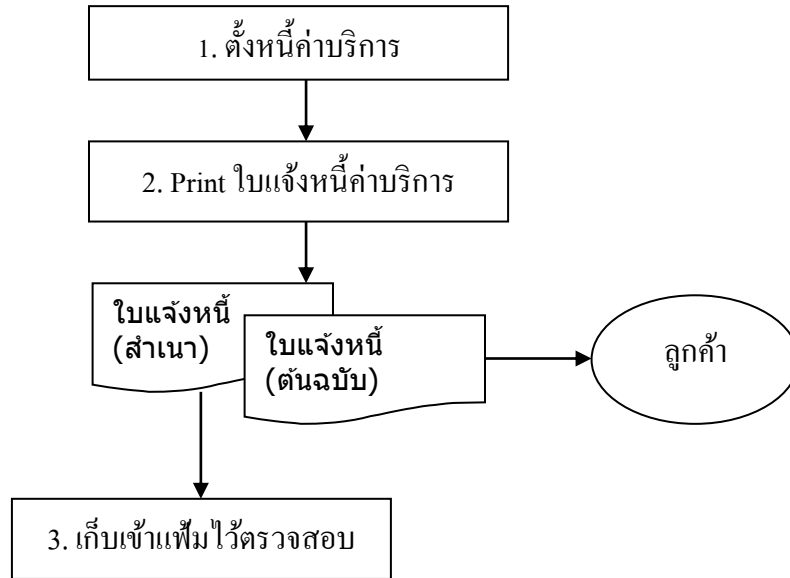 1. ตั้งหนี้ค่าบริการ
2. Print ใบแจ้งหนี้ค่าบริการ
ใบแจ้งหนี้
(สำเนา)
ใบแจ้งหนี้
(ต้นฉบับ)
ลูกค้า
3. เก็บเข้าแฟ้มไว้ตรวจสอบ